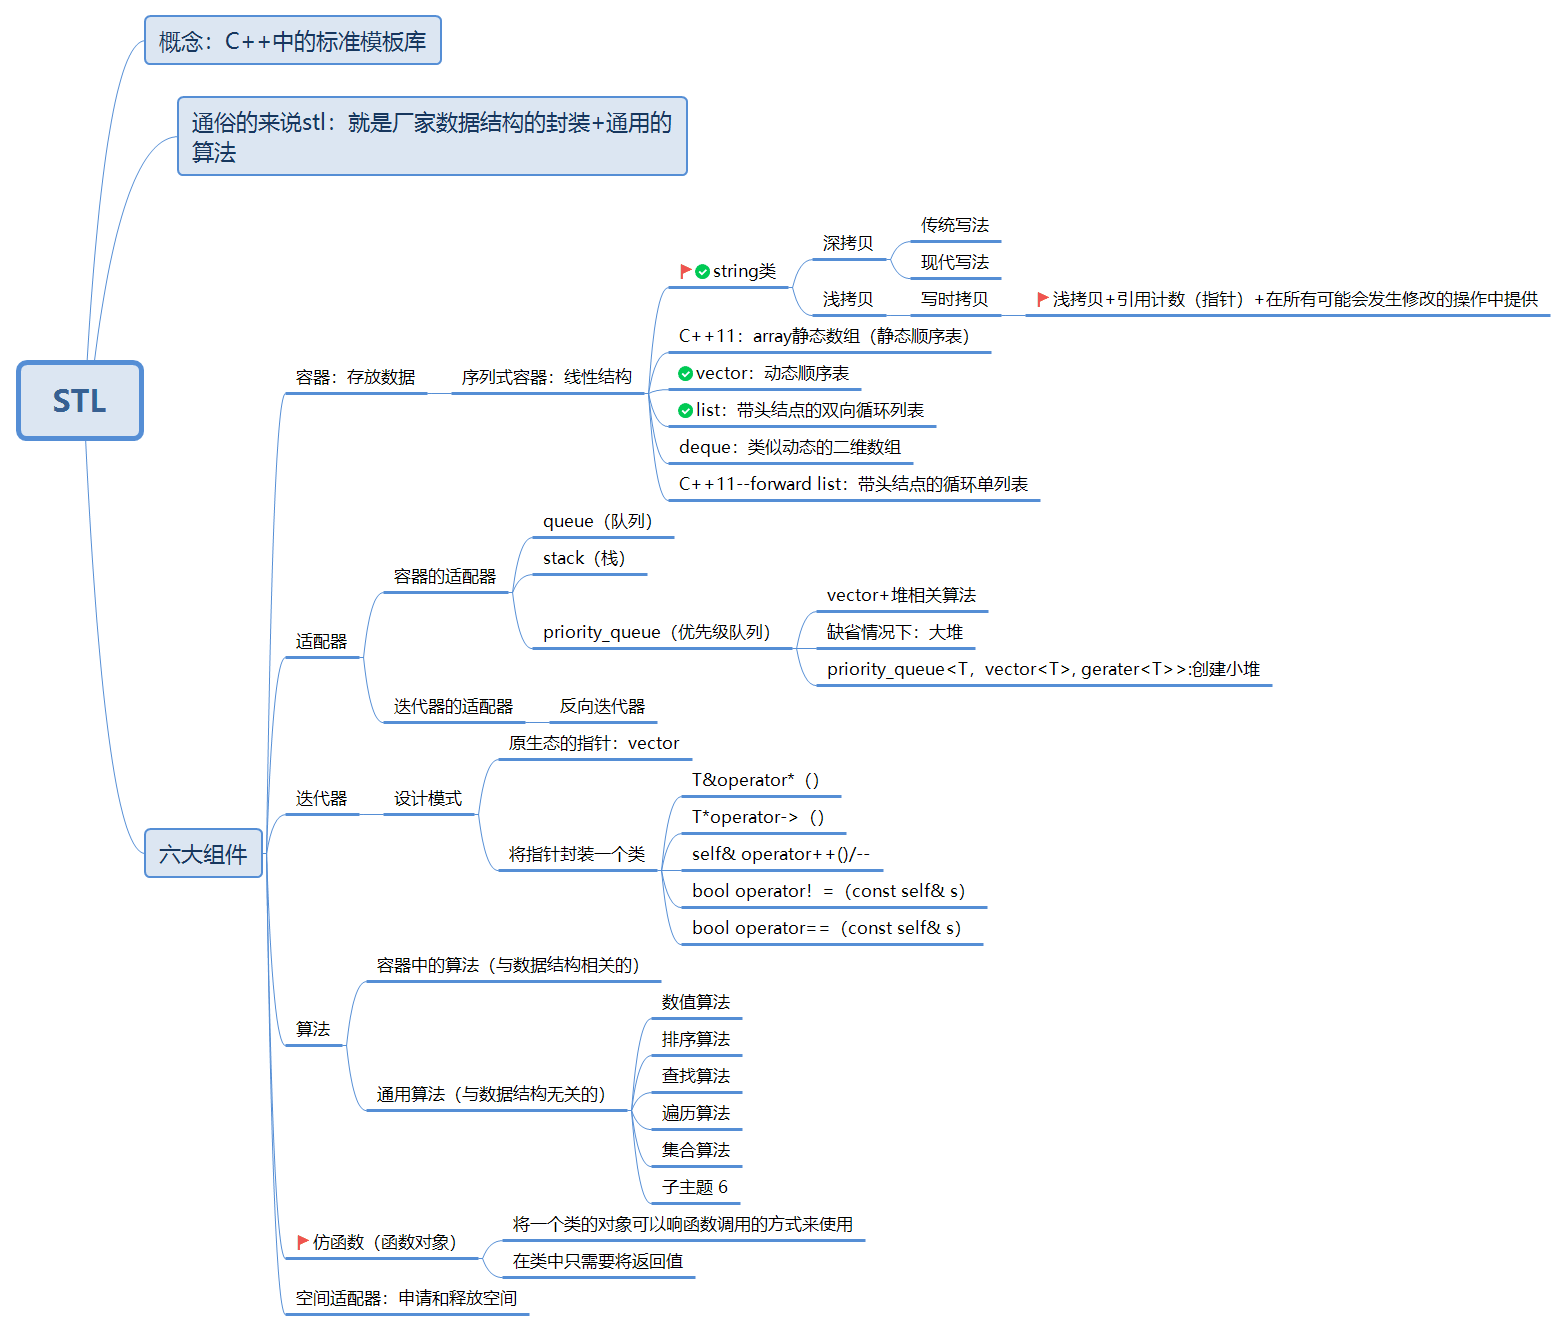 概念：C++中的标准模板库
通俗的来说stl：就是厂家数据结构的封装+通用的
算法
STL
容器：存放数据
序列式容器：线性结构
string类
深拷贝
传统写法
现代写法
浅拷贝
写时拷贝
浅拷贝+引用计数（指针）+在所有可能会发生修改的操作中提供
C++11：array静态数组（静态顺序表）
vector：动态顺序表
list：带头结点的双向循环列表
deque：类似动态的二维数组
C++11--forward list：带头结点的循环单列表
适配器
容器的适配器
queue（队列）
stack（栈）
priority_queue（优先级队列）
vector+堆相关算法
缺省情况下：大堆
priority_queue<T，vector<T>, gerater<T>>:创建小堆
迭代器的适配器
反向迭代器
六大组件
迭代器
设计模式
原生态的指针：vector
将指针封装一个类
T&operator*（）
T*operator->（）
self& operator++()/--
bool operator！=（const self& s）
bool operator==（const self& s）
算法
容器中的算法（与数据结构相关的）
通用算法（与数据结构无关的）
数值算法
排序算法
查找算法
遍历算法
集合算法
子主题 6
仿函数（函数对象）
将一个类的对象可以响函数调用的方式来使用
在类中只需要将返回值
空间适配器：申请和释放空间